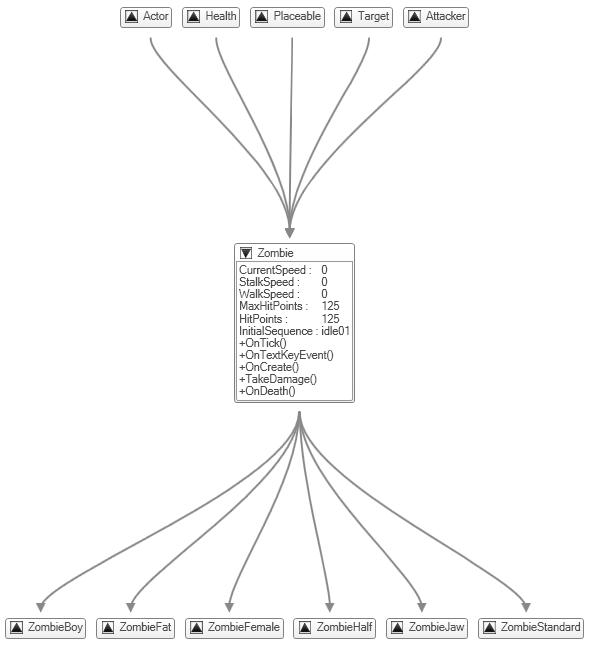 Actor Health Placeable Target Attacker
Zombie
CurrentSpeed : 0
StalkSpeed : 0
WalkSpeed : 0
MaxHitPoints : 125
HitPoints : 125
InitialSequence : idle01
+OnTick()
+OnTextKeyEvent()
+OnCreate()
+TakeDamage()
+OnDeath()
ZombieBoy ZombieFat ZombieFemale ZombieHalf ZombieJaw ZombieStandard